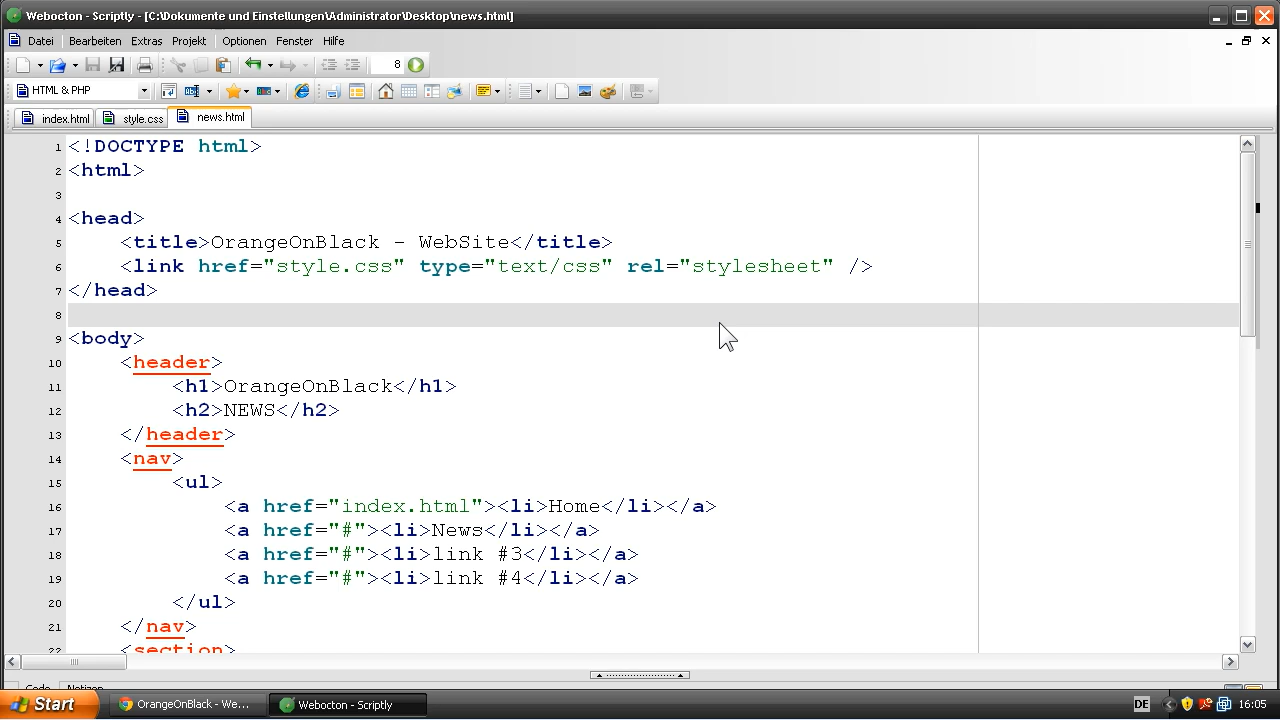 Webocton - Scriptly - [C:\Dokumente und Einstellungen\Administrator\Desktop\news.html]
Datei Bearbeiten Extras Projekt Optionen Fenster Hilfe
8
HTML & PHP
index.html style.css news.html
1 <!DOCTYPE html>
2 <html>
3
4 <head>
5 <title>OrangeOnBlack - WebSite</title>
6 <link href="style.css" type="text/css" rel="stylesheet" />
7 </head>
8
9 <body>
10 <header>
11 <h1>OrangeOnBlack</h1>
12 <h2>NEWS</h2>
13 </header>
14 <nav>
15 <ul>
16 <a href="index.html"><li>Home</li></a>
17 <a href="#"><li>News</li></a>
18 <a href="#"><li>link #3</li></a>
19 <a href="#"><li>link #4</li></a>
20 </ul>
21 </nav>
22 <section>
Code Notizen
Start OrangeOnBlack - We... Webocton - Scriptly DE 16:05